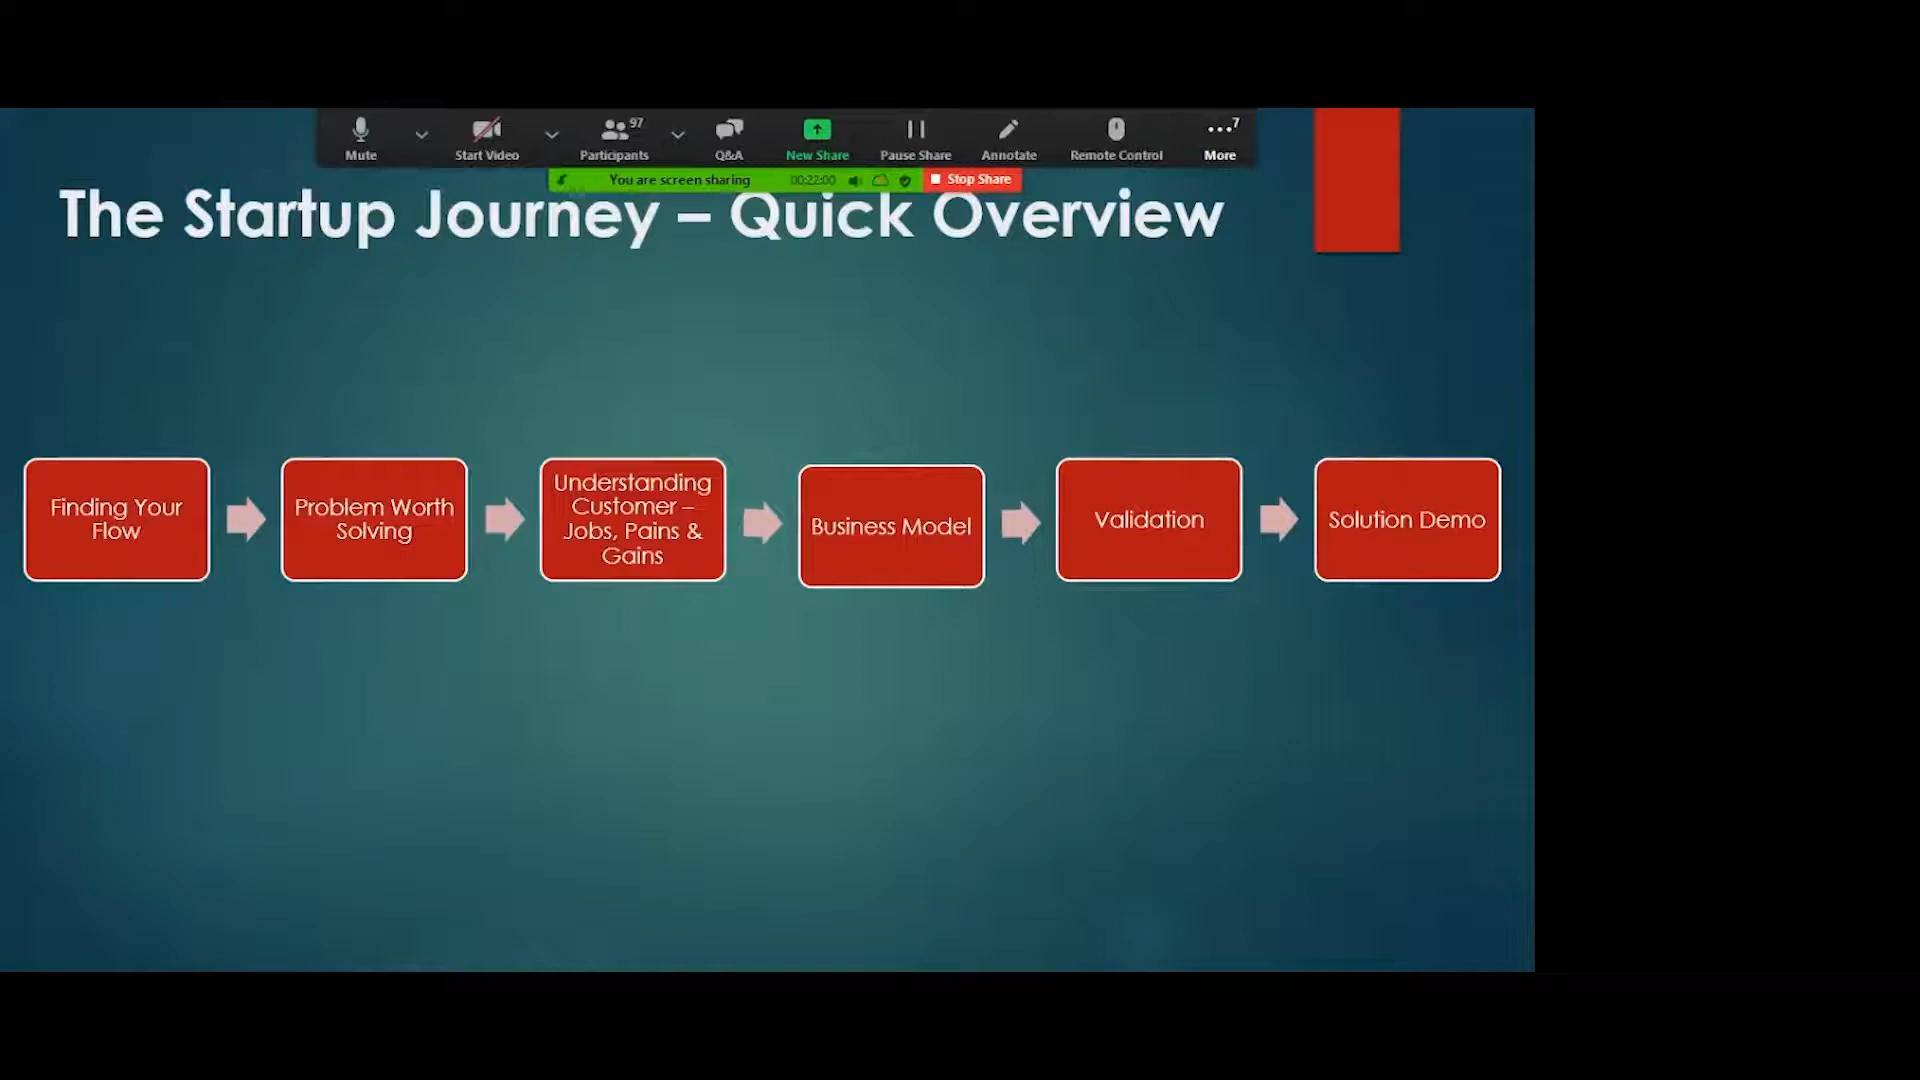 97
7
Mute
Start Video
Participants
Q&A
New Share
Pause Share
Annotate
Remote Control
More
You are screen sharing
00:22:00
Stop Share
The Startup Journey – Quick Overview
Finding Your
Flow
Problem Worth
Solving
Understanding
Customer –
Jobs, Pains &
Gains
Business Model
Validation
Solution Demo